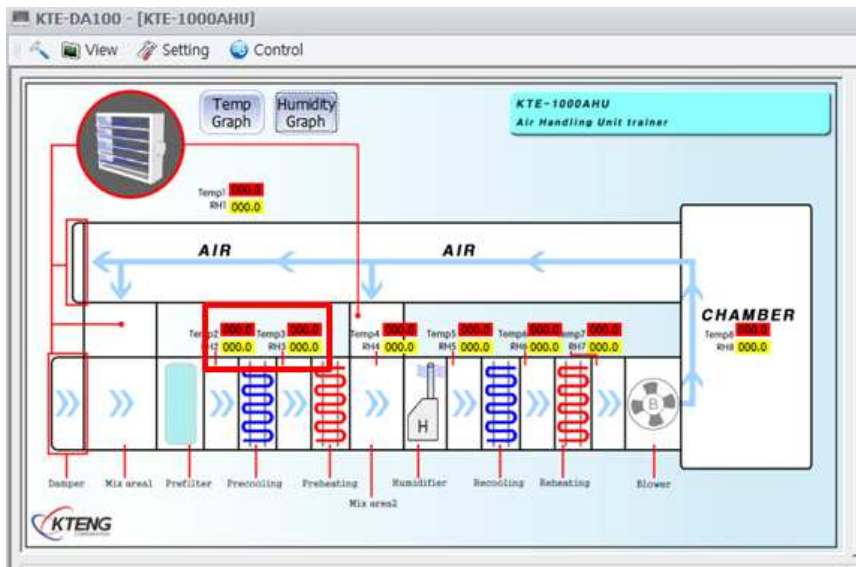 KTE-DA100 - [KTE-1000AHU]
View Setting Control
Temp Graph
Humidity Graph
KTE-1000AHU
Air Handling Unit trainer
Temp1 000.0
RH1 000.0
AIR AIR
CHAMBER
Temp2 000.0 Temp3 000.0 Temp4 000.0 Temp5 000.0 Temp6 000.0 Temp7 000.0 Temp8 000.0
RH2 000.0 RH3 000.0 RH4 000.0 RH5 000.0 RH6 000.0 RH7 000.0 RH8 000.0
H
B
Damper Mix area1 Prefilter Precooling Preheating Humidifier Recooling Reheating Blower
Mix area2
KTENG